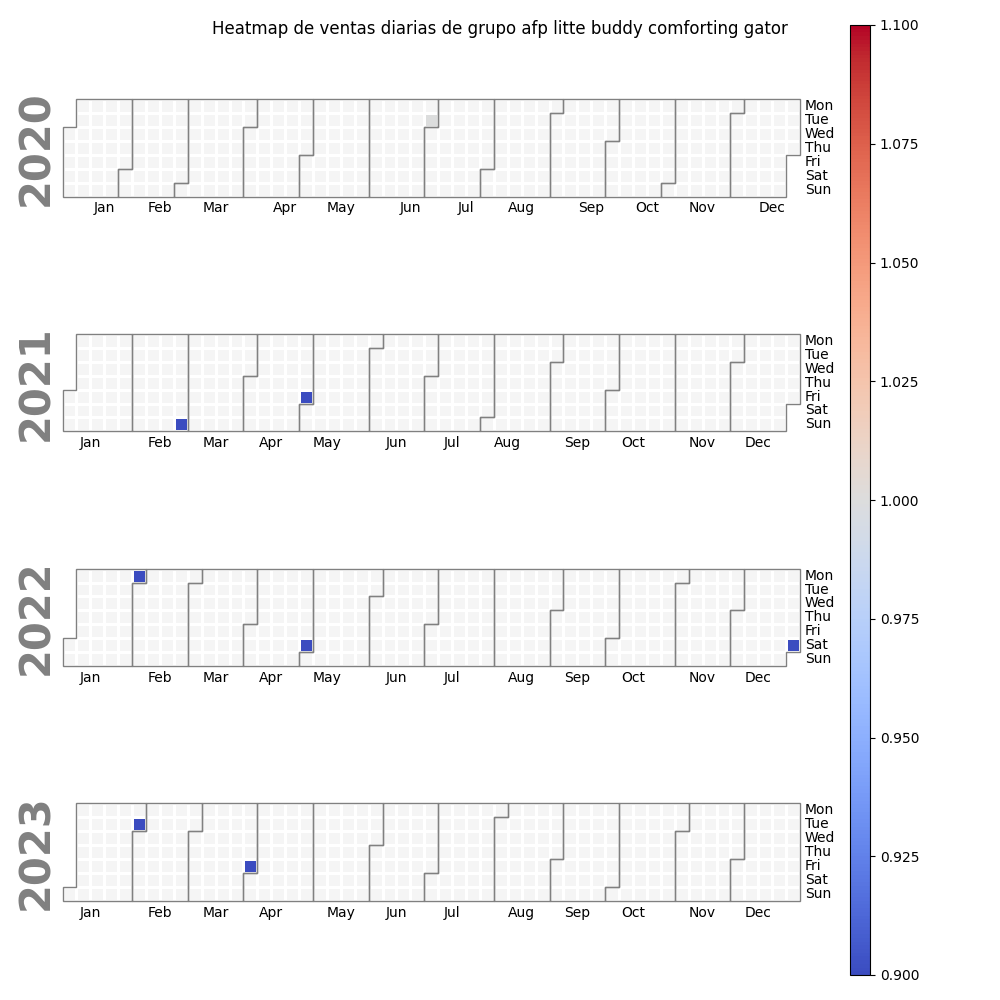 Heatmap de ventas diarias de grupo afp litte buddy comforting gator
2020
Mon
Tue
Wed
Thu
Fri
Sat
Sun
Jan Feb Mar Apr May Jun Jul Aug Sep Oct Nov Dec
2021
Mon
Tue
Wed
Thu
Fri
Sat
Sun
Jan Feb Mar Apr May Jun Jul Aug Sep Oct Nov Dec
2022
Mon
Tue
Wed
Thu
Fri
Sat
Sun
Jan Feb Mar Apr May Jun Jul Aug Sep Oct Nov Dec
2023
Mon
Tue
Wed
Thu
Fri
Sat
Sun
Jan Feb Mar Apr May Jun Jul Aug Sep Oct Nov Dec
1.100
1.075
1.050
1.025
1.000
0.975
0.950
0.925
0.900